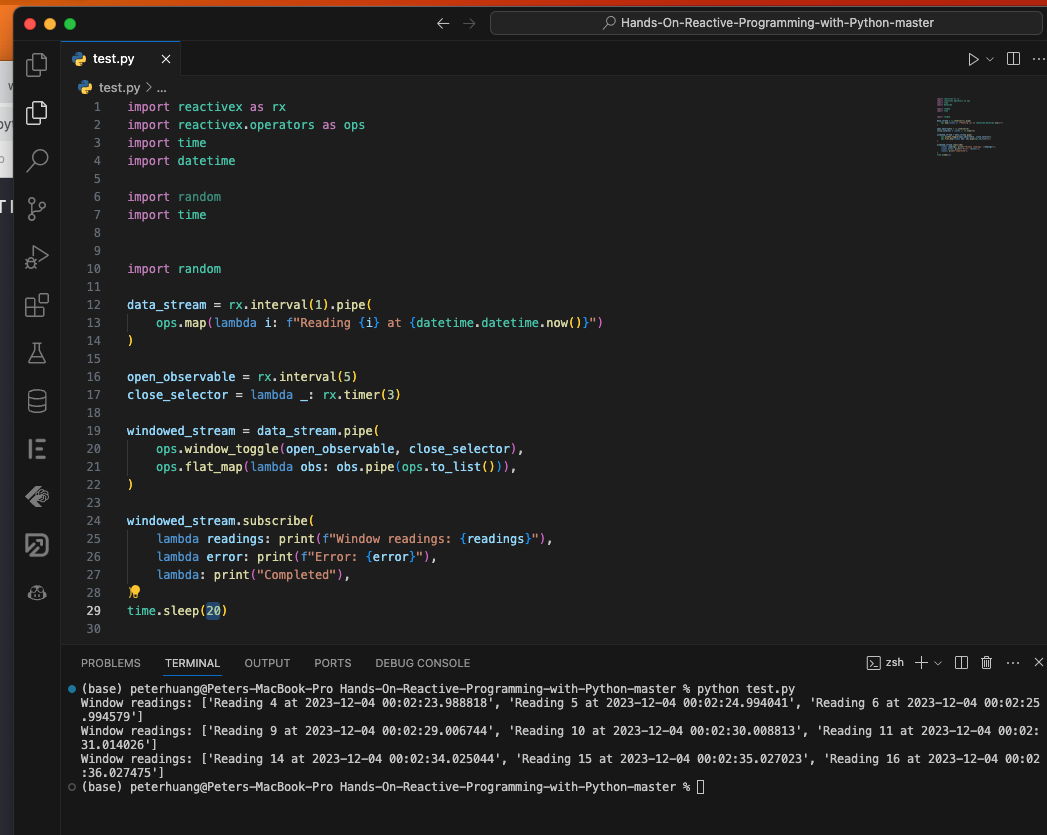 Hands-On-Reactive-Programming-with-Python-master
test.py
test.py > ...
1 import reactivex as rx
2 import reactivex.operators as ops
3 import time
4 import datetime
5
6 import random
7 import time
8
9
10 import random
11
12 data_stream = rx.interval(1).pipe(
13     ops.map(lambda i: f"Reading {i} at {datetime.datetime.now()}")
14 )
15
16 open_observable = rx.interval(5)
17 close_selector = lambda _: rx.timer(3)
18
19 windowed_stream = data_stream.pipe(
20     ops.window_toggle(open_observable, close_selector),
21     ops.flat_map(lambda obs: obs.pipe(ops.to_list())),
22 )
23
24 windowed_stream.subscribe(
25     lambda readings: print(f"Window readings: {readings}"),
26     lambda error: print(f"Error: {error}"),
27     lambda: print("Completed"),
28 )
29 time.sleep(20)
30
PROBLEMS TERMINAL OUTPUT PORTS DEBUG CONSOLE zsh
(base) peterhuang@Peters-MacBook-Pro Hands-On-Reactive-Programming-with-Python-master % python test.py
Window readings: ['Reading 4 at 2023-12-04 00:02:23.988818', 'Reading 5 at 2023-12-04 00:02:24.994041', 'Reading 6 at 2023-12-04 00:02:25
.994579']
Window readings: ['Reading 9 at 2023-12-04 00:02:29.006744', 'Reading 10 at 2023-12-04 00:02:30.008813', 'Reading 11 at 2023-12-04 00:02:
31.014026']
Window readings: ['Reading 14 at 2023-12-04 00:02:34.025044', 'Reading 15 at 2023-12-04 00:02:35.027023', 'Reading 16 at 2023-12-04 00:02
:36.027475']
(base) peterhuang@Peters-MacBook-Pro Hands-On-Reactive-Programming-with-Python-master %